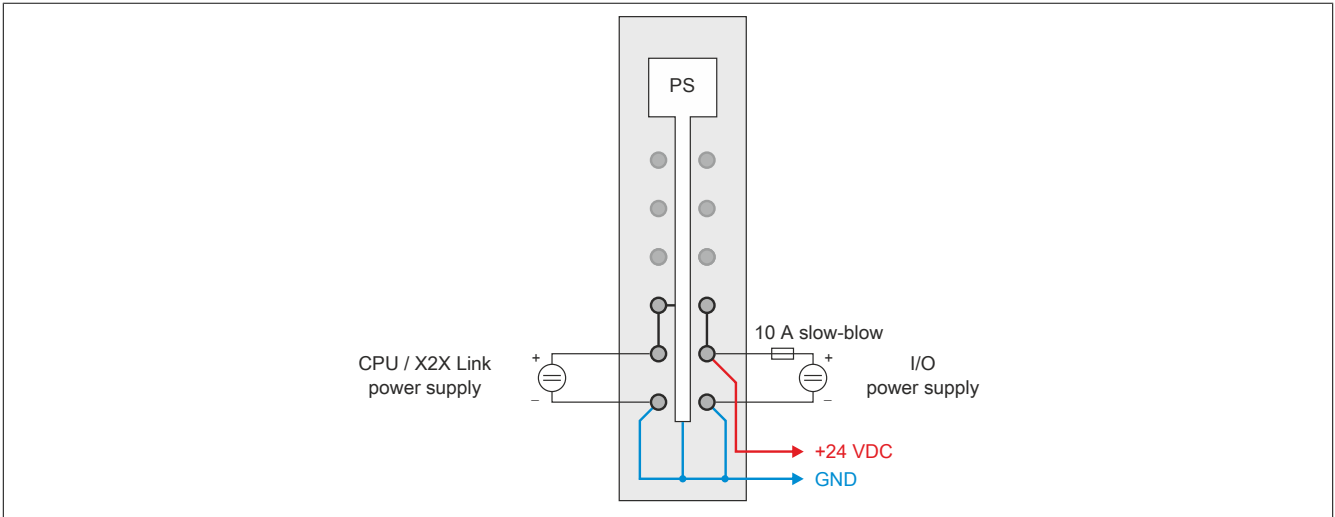 PS
10 A slow-blow
CPU / X2X Link
power supply
+
–
+
–
I/O
power supply
+24 VDC
GND